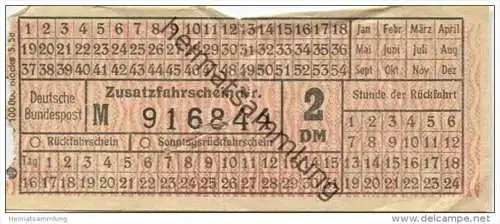 1 2 3 4 5 6 7 8 9 10 11 12 13 14 15 16 17 18 Jan Febr März April
19 20 21 22 23 24 25 26 27 28 29 30 31 32 33 34 35 36 Mai Juni Juli Aug
37 38 39 40 41 42 43 44 45 46 47 48 49 50 51 52 53 54 Sept Okt Nov Dez
Deutsche Bundespost
M
Zusatzfahrschein Nr.
91684
2 DM
Stunde der Rückfahrt
Rückfahrschein Sonntagsrückfahrschein
1 2 3 4 5 6
7 8 9 10 11 12
Tag 1 2 3 4 5 6 7 8 9 10 11 12 13 14 15 13 14 15 16 17 18
16 17 18 19 20 21 22 23 24 25 26 27 28 29 30 31 19 20 21 22 23 24
heimatsammlung
Heimatsammlung.de